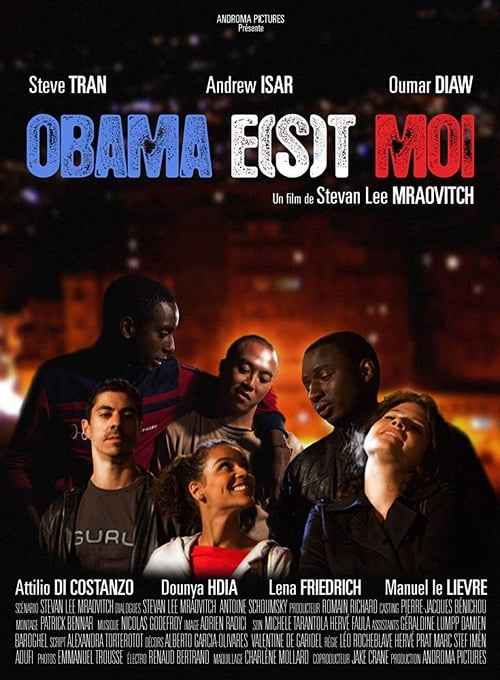 ANDROMA PICTURES
Présente
Steve TRAN Andrew ISAR Oumar DIAW
OBAMA E(S)T MOI
Un film de Stevan Lee MRAOVITCH
GURU
Attilio DI COSTANZO Dounya HDIA Lena FRIEDRICH Manuel le LIEVRE
SCÉNARIO STEVAN LEE MRAOVITCH DIALOGUES STEVAN LEE MRAOVITCH ANTOINE SCHOUMSKY PRODUCTEUR ROMAIN RICHARD CASTING PIERRE-JACQUES BÉNICHOU
MONTAGE PATRICK BENNAR MUSIQUE NICOLAS GODEFROY IMAGE ADRIEN RADICI SON MICHELE TARANTOLA HERVÉ FAULA ASSISTANTS GÉRALDINE LUMPP DAMIEN
BAROGHEL SCRIPT ALEXANDRA TORTEROTOT DÉCORS ALBERTO GARCIA-OLIVARES VALENTINE DE GARIDEL RÉGIE LÉO ROCHEBLAVE HERVÉ PRAT MARC STEF IMÈN
AOUFI PHOTOS EMMANUEL TROUSSE ÉLECTRO RENAUD BERTRAND MAQUILLAGE CHARLÈNE MOLLARD COPRODUCTEUR JAKE CRANE PRODUCTION ANDROMA PICTURES